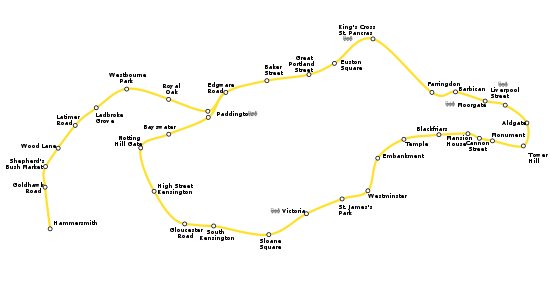 King's Cross
St. Pancras
Great
Portland
Street
Euston
Square
Baker
Street
Westbourne
Park
Royal
Oak
Edgware
Road
Paddington
Farringdon
Barbican
Liverpool
Street
Moorgate
Ladbroke
Grove
Latimer
Road
Bayswater
Notting
Hill Gate
Aldgate
Blackfriars
Monument
Mansion
House
Cannon
Street
Temple
Tower
Hill
Wood Lane
Shepherd's
Bush Market
Goldhawk
Road
Hammersmith
Embankment
High Street
Kensington
Westminster
St. James's
Park
Victoria
Gloucester
Road
South
Kensington
Sloane
Square